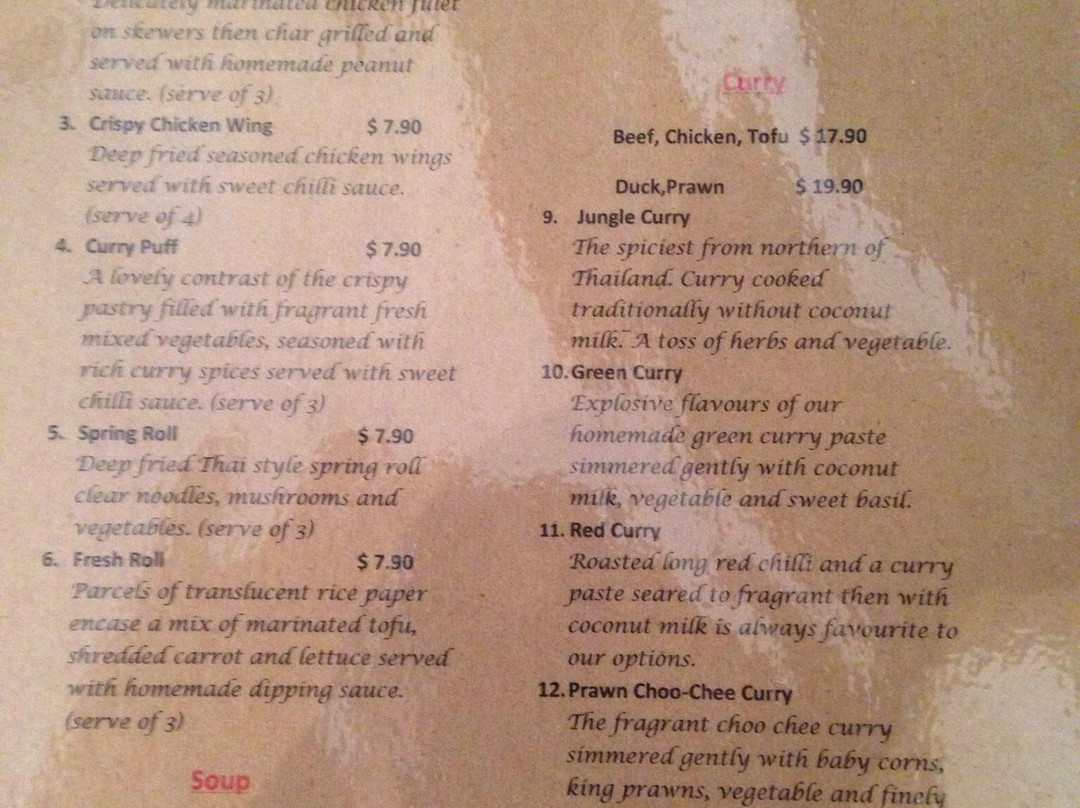 Delicately marinated chicken fillet
on skewers then char grilled and
served with homemade peanut
sauce. (serve of 3)
3. Crispy Chicken Wing $ 7.90
Deep fried seasoned chicken wings
served with sweet chilli sauce.
(serve of 4)
4. Curry Puff $ 7.90
A lovely contrast of the crispy
pastry filled with fragrant fresh
mixed vegetables, seasoned with
rich curry spices served with sweet
chilli sauce. (serve of 3)
5. Spring Roll $ 7.90
Deep fried Thai style spring roll
clear noodles, mushrooms and
vegetables. (serve of 3)
6. Fresh Roll $ 7.90
Parcels of translucent rice paper
encase a mix of marinated tofu,
shredded carrot and lettuce served
with homemade dipping sauce.
(serve of 3)
Soup
Curry
Beef, Chicken, Tofu $ 17.90
Duck,Prawn $ 19.90
9. Jungle Curry
The spiciest from northern of
Thailand. Curry cooked
traditionally without coconut
milk. A toss of herbs and vegetable.
10. Green Curry
Explosive flavours of our
homemade green curry paste
simmered gently with coconut
milk, vegetable and sweet basil.
11. Red Curry
Roasted long red chilli and a curry
paste seared to fragrant then with
coconut milk is always favourite to
our options.
12. Prawn Choo-Chee Curry
The fragrant choo chee curry
simmered gently with baby corns,
king prawns, vegetable and finely